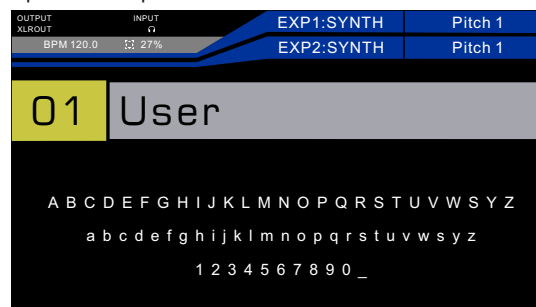 OUTPUT INPUT EXP1:SYNTH Pitch 1
XLROUT
BPM 120.0 27% EXP2:SYNTH Pitch 1
01 User
A B C D E F G H I J K L M N O P Q R S T U V W S Y Z
a b c d e f g h i j k l m n o p q r s t u v w s y z
1 2 3 4 5 6 7 8 9 0 _